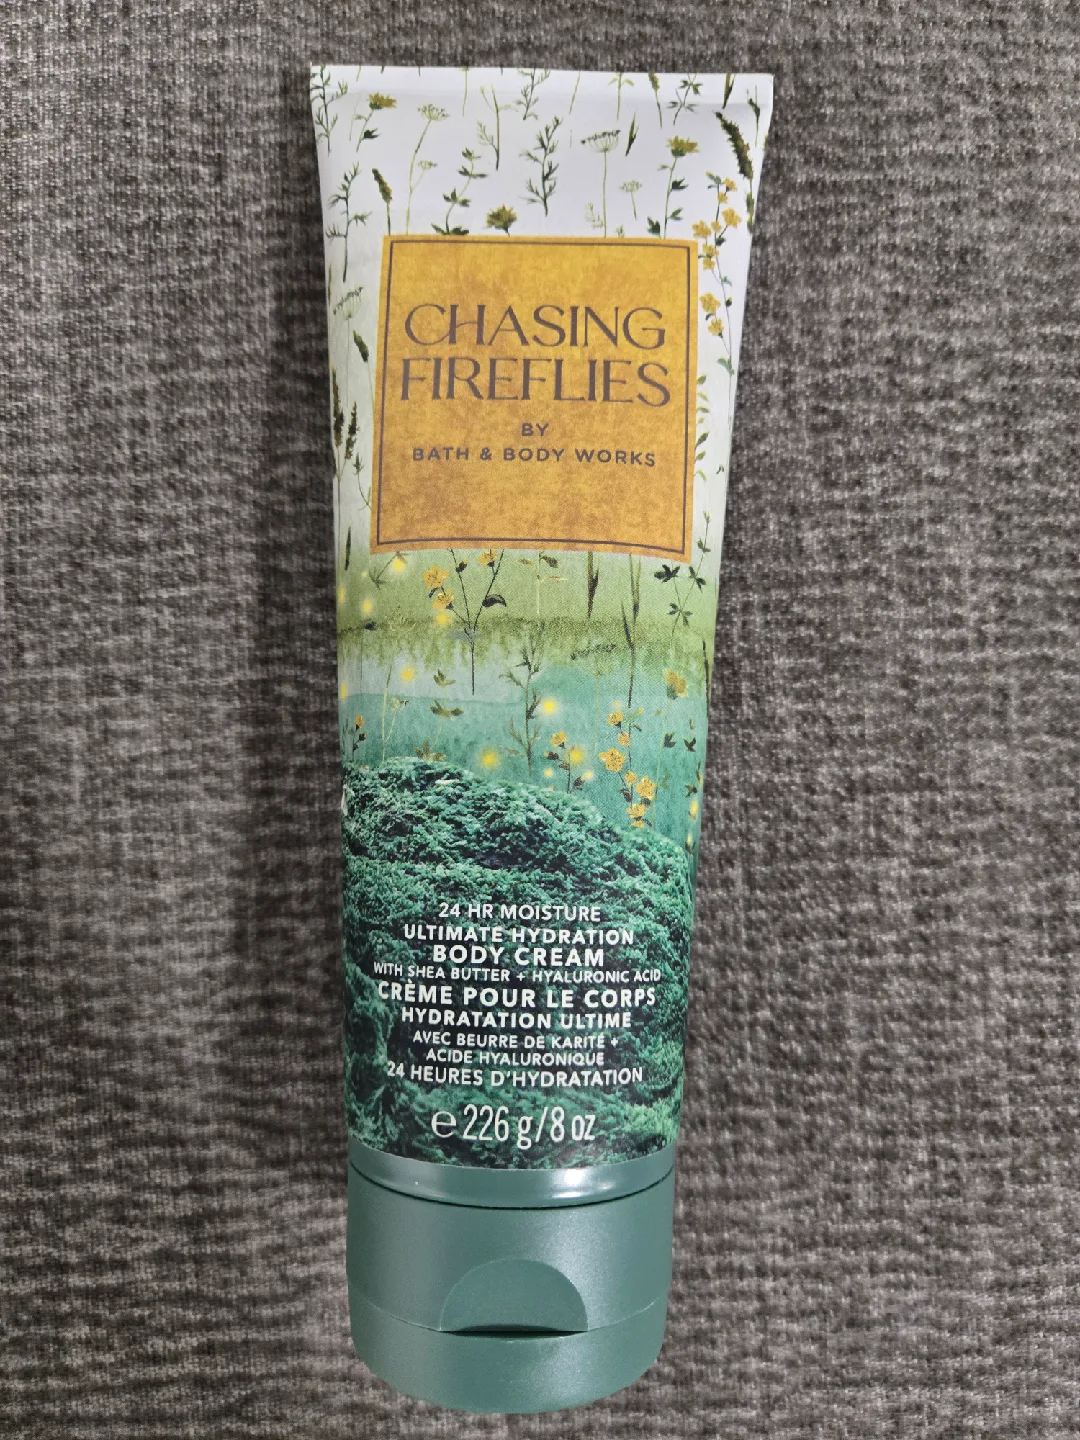 CHASING
FIREFLIES
BY
BATH & BODY WORKS
24 HR MOISTURE
ULTIMATE HYDRATION
BODY CREAM
WITH SHEA BUTTER + HYALURONIC ACID
CRÈME POUR LE CORPS
HYDRATATION ULTIME
AVEC BEURRE DE KARITÉ +
ACIDE HYALURONIQUE
24 HEURES D'HYDRATATION
℮ 226 g/8 oz